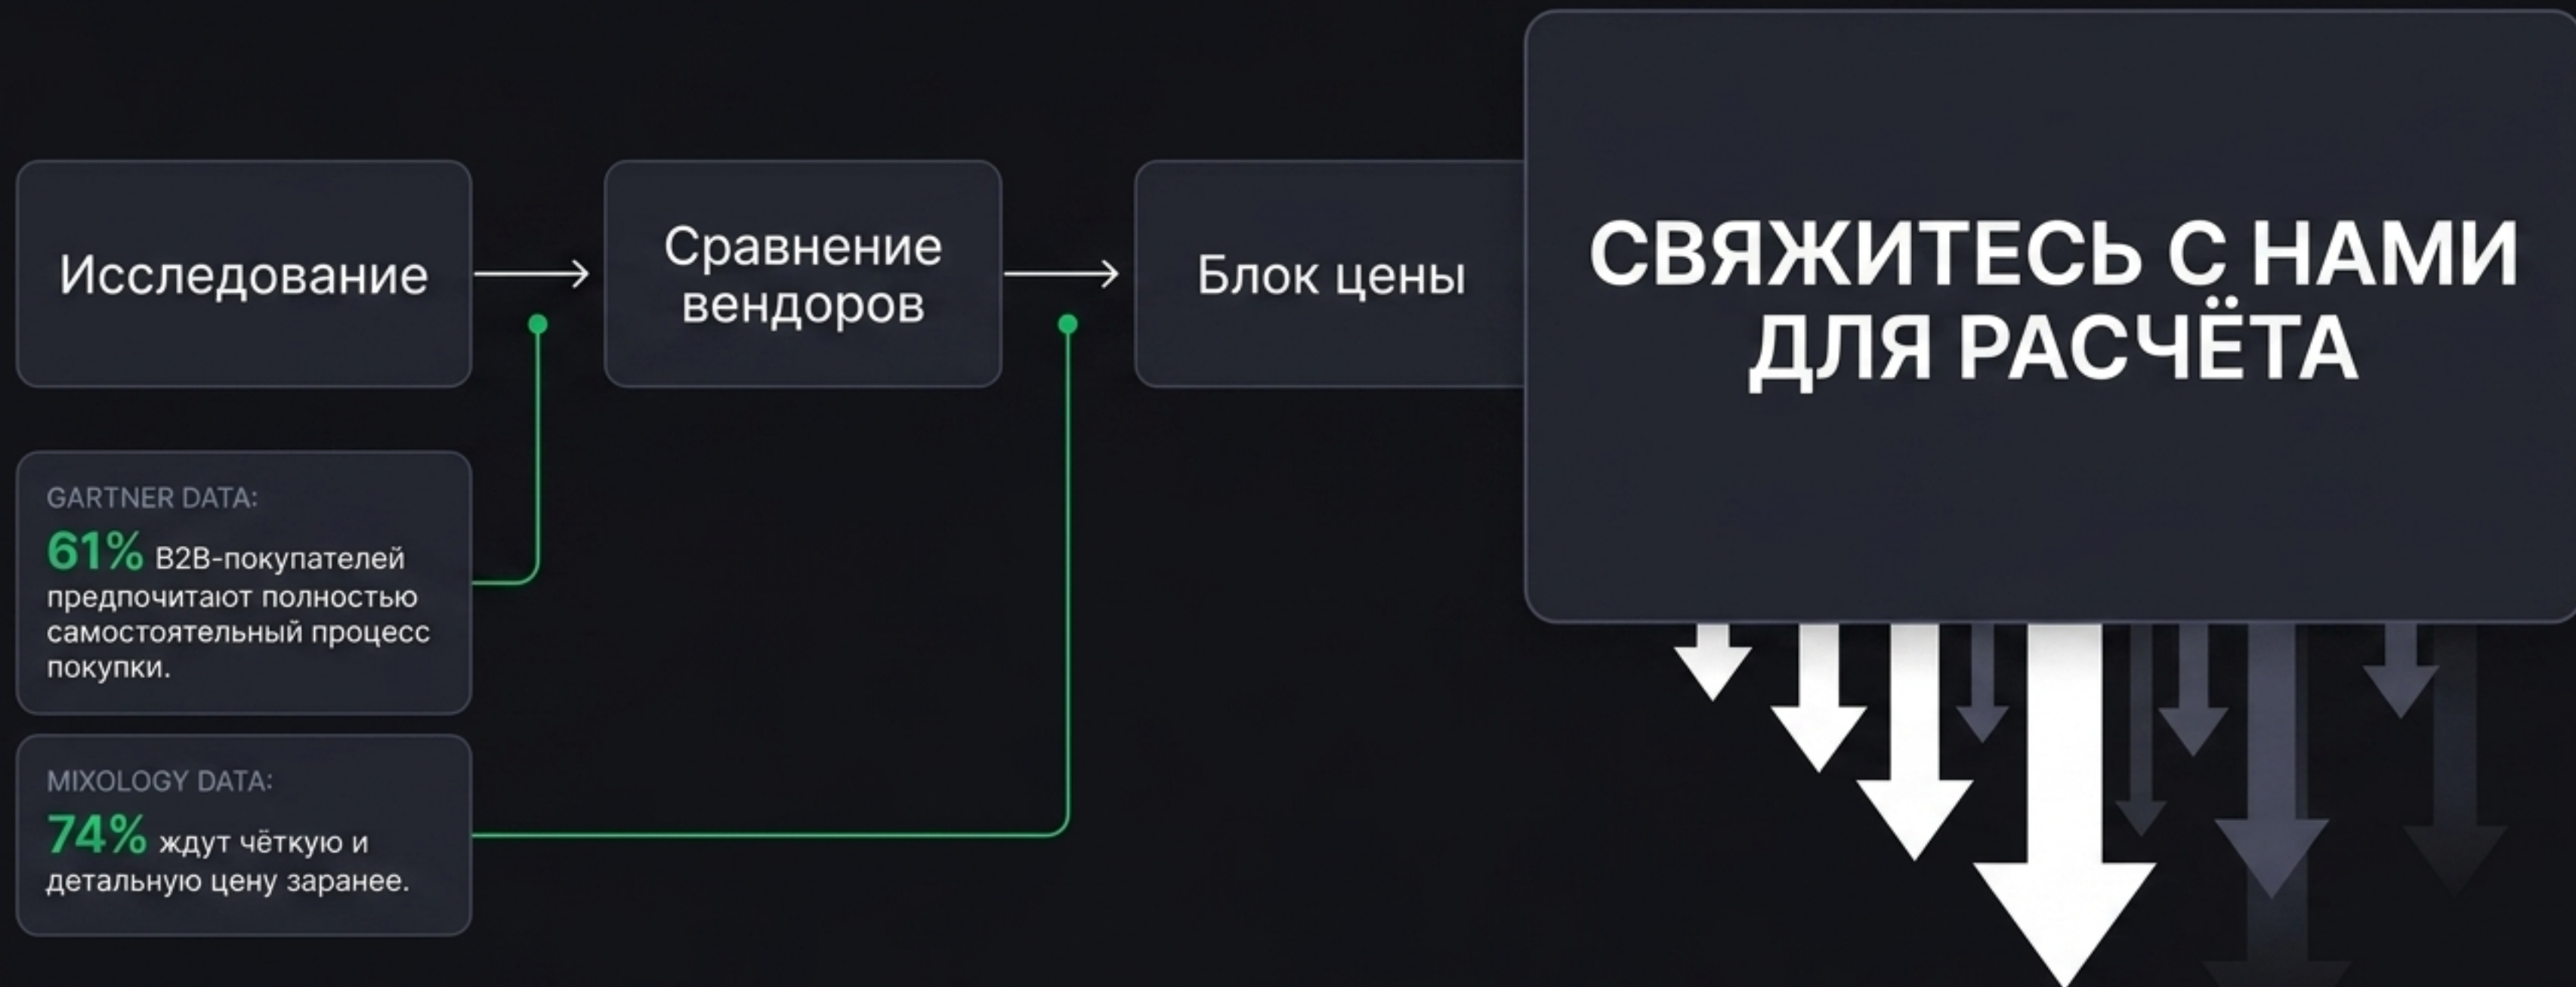 Исследование
Сравнение
вендоров
Блок цены
СВЯЖИТЕСЬ С НАМИ
ДЛЯ РАСЧЁТА
GARTNER DATA:
61% B2B-покупателей
предпочитают полностью
самостоятельный процесс
покупки.
MIXOLOGY DATA:
74% ждут чёткую и
детальную цену заранее.